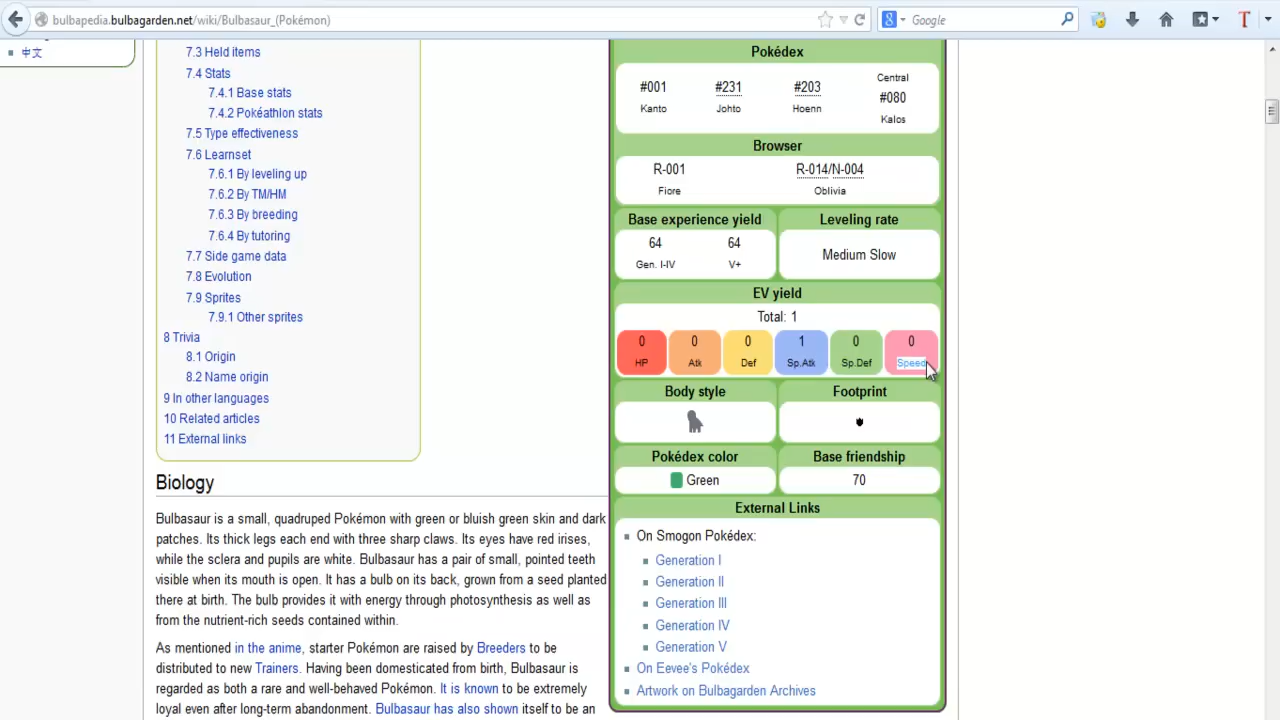 bulbapedia.bulbagarden.net/wiki/Bulbasaur_(Pokémon)
8
Google
T
中文
7.3 Held items
7.4 Stats
7.4.1 Base stats
7.4.2 Pokéathlon stats
7.5 Type effectiveness
7.6 Learnset
7.6.1 By leveling up
7.6.2 By TM/HM
7.6.3 By breeding
7.6.4 By tutoring
7.7 Side game data
7.8 Evolution
7.9 Sprites
7.9.1 Other sprites
8 Trivia
8.1 Origin
8.2 Name origin
9 In other languages
10 Related articles
11 External links
Biology
Bulbasaur is a small, quadruped Pokémon with green or bluish green skin and dark
patches. Its thick legs each end with three sharp claws. Its eyes have red irises,
while the sclera and pupils are white. Bulbasaur has a pair of small, pointed teeth
visible when its mouth is open. It has a bulb on its back, grown from a seed planted
there at birth. The bulb provides it with energy through photosynthesis as well as
from the nutrient-rich seeds contained within.
As mentioned in the anime, starter Pokémon are raised by Breeders to be
distributed to new Trainers. Having been domesticated from birth, Bulbasaur is
regarded as both a rare and well-behaved Pokémon. It is known to be extremely
loyal even after long-term abandonment. Bulbasaur has also shown itself to be an
Pokédex
#001 #231 #203 Central #080
Kanto Johto Hoenn Kalos
Browser
R-001 R-014/N-004
Fiore Oblivia
Base experience yield Leveling rate
64 64 Medium Slow
Gen. I-IV V+
EV yield
Total: 1
0 0 0 1 0 0
HP Atk Def Sp.Atk Sp.Def Speed
Body style Footprint
Pokédex color Base friendship
Green 70
External Links
On Smogon Pokédex:
Generation I
Generation II
Generation III
Generation IV
Generation V
On Eevee's Pokédex
Artwork on Bulbagarden Archives